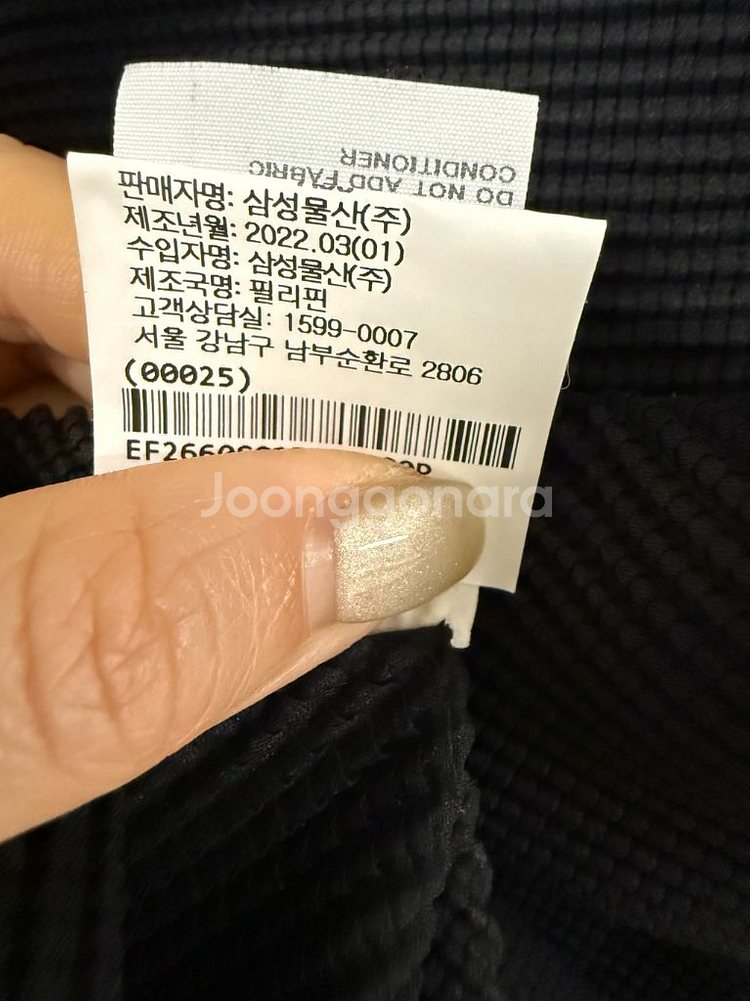 DO NOT ADD FABRIC
CONDITIONER
판매자명: 삼성물산(주)
제조년월: 2022.03(01)
수입자명: 삼성물산(주)
제조국명: 필리핀
고객상담실: 1599-0007
서울 강남구 남부순환로 2806
(00025)
Joongonara